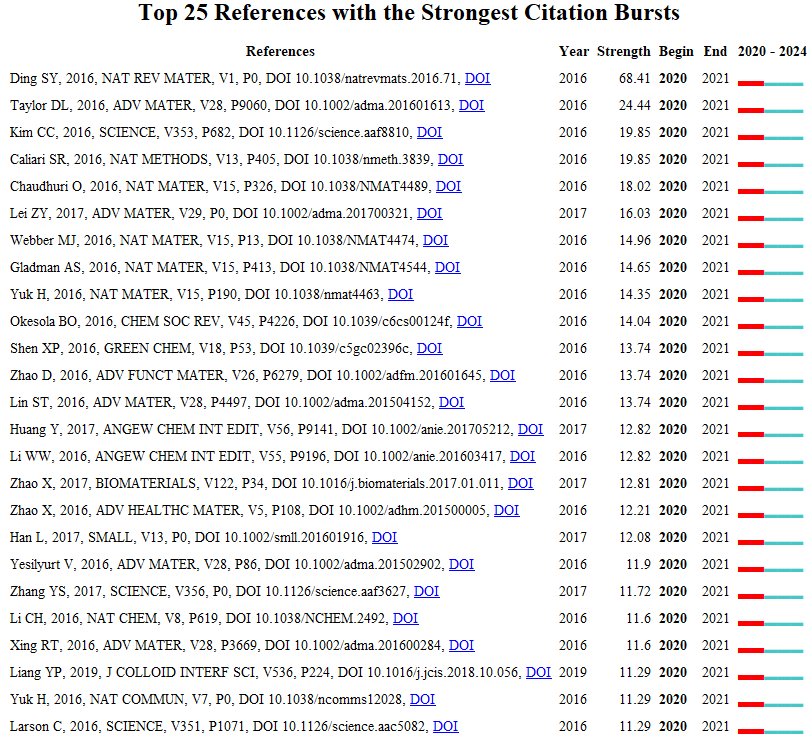 Top 25 References with the Strongest Citation Bursts
References Year Strength Begin End 2020 - 2024
Ding SY, 2016, NAT REV MATER, V1, P0, DOI 10.1038/natrevmats.2016.71, DOI 2016 68.41 2020 2021
Taylor DL, 2016, ADV MATER, V28, P9060, DOI 10.1002/adma.201601613, DOI 2016 24.44 2020 2021
Kim CC, 2016, SCIENCE, V353, P682, DOI 10.1126/science.aaf8810, DOI 2016 19.85 2020 2021
Caliari SR, 2016, NAT METHODS, V13, P405, DOI 10.1038/nmeth.3839, DOI 2016 19.85 2020 2021
Chaudhuri O, 2016, NAT MATER, V15, P326, DOI 10.1038/NMAT4489, DOI 2016 18.02 2020 2021
Lei ZY, 2017, ADV MATER, V29, P0, DOI 10.1002/adma.201700321, DOI 2017 16.03 2020 2021
Webber MJ, 2016, NAT MATER, V15, P13, DOI 10.1038/NMAT4474, DOI 2016 14.96 2020 2021
Gladman AS, 2016, NAT MATER, V15, P413, DOI 10.1038/NMAT4544, DOI 2016 14.65 2020 2021
Yuk H, 2016, NAT MATER, V15, P190, DOI 10.1038/nmat4463, DOI 2016 14.35 2020 2021
Okesola BO, 2016, CHEM SOC REV, V45, P4226, DOI 10.1039/c6cs00124f, DOI 2016 14.04 2020 2021
Shen XP, 2016, GREEN CHEM, V18, P53, DOI 10.1039/c5gc02396c, DOI 2016 13.74 2020 2021
Zhao D, 2016, ADV FUNCT MATER, V26, P6279, DOI 10.1002/adfm.201601645, DOI 2016 13.74 2020 2021
Lin ST, 2016, ADV MATER, V28, P4497, DOI 10.1002/adma.201504152, DOI 2016 13.74 2020 2021
Huang Y, 2017, ANGEW CHEM INT EDIT, V56, P9141, DOI 10.1002/anie.201705212, DOI 2017 12.82 2020 2021
Li WW, 2016, ANGEW CHEM INT EDIT, V55, P9196, DOI 10.1002/anie.201603417, DOI 2016 12.82 2020 2021
Zhao X, 2017, BIOMATERIALS, V122, P34, DOI 10.1016/j.biomaterials.2017.01.011, DOI 2017 12.81 2020 2021
Zhao X, 2016, ADV HEALTHC MATER, V5, P108, DOI 10.1002/adhm.201500005, DOI 2016 12.21 2020 2021
Han L, 2017, SMALL, V13, P0, DOI 10.1002/smll.201601916, DOI 2017 12.08 2020 2021
Yesilyurt V, 2016, ADV MATER, V28, P86, DOI 10.1002/adma.201502902, DOI 2016 11.9 2020 2021
Zhang YS, 2017, SCIENCE, V356, P0, DOI 10.1126/science.aaf3627, DOI 2017 11.72 2020 2021
Li CH, 2016, NAT CHEM, V8, P619, DOI 10.1038/NCHEM.2492, DOI 2016 11.6 2020 2021
Xing RT, 2016, ADV MATER, V28, P3669, DOI 10.1002/adma.201600284, DOI 2016 11.6 2020 2021
Liang YP, 2019, J COLLOID INTERF SCI, V536, P224, DOI 10.1016/j.jcis.2018.10.056, DOI 2019 11.29 2020 2021
Yuk H, 2016, NAT COMMUN, V7, P0, DOI 10.1038/ncomms12028, DOI 2016 11.29 2020 2021
Larson C, 2016, SCIENCE, V351, P1071, DOI 10.1126/science.aac5082, DOI 2016 11.29 2020 2021